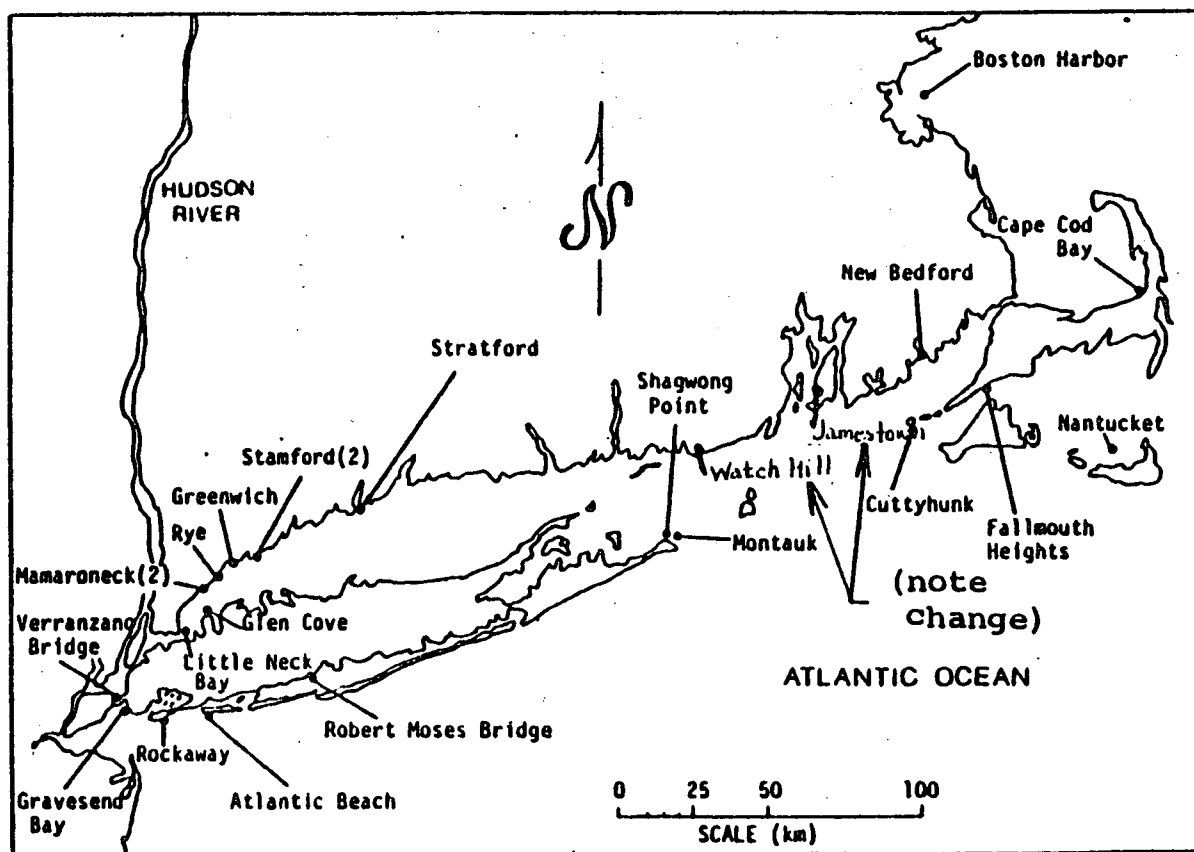 Boston Harbor
HUDSON
RIVER
N
Cape Cod
Bay
New Bedford
Stratford
Shagwong
Point
Jamestown
Nantucket
Stamford(2)
Watch Hill
Greenwich
Cuttyhunk
Rye
Fallmouth
Heights
Montauk
Mamaroneck(2)
(note
change)
Glen Cove
Verranzano
Bridge
Little Neck
Bay
ATLANTIC OCEAN
Robert Moses Bridge
Rockaway
Gravesend
Bay
Atlantic Beach
0 25 50 100
SCALE (km)